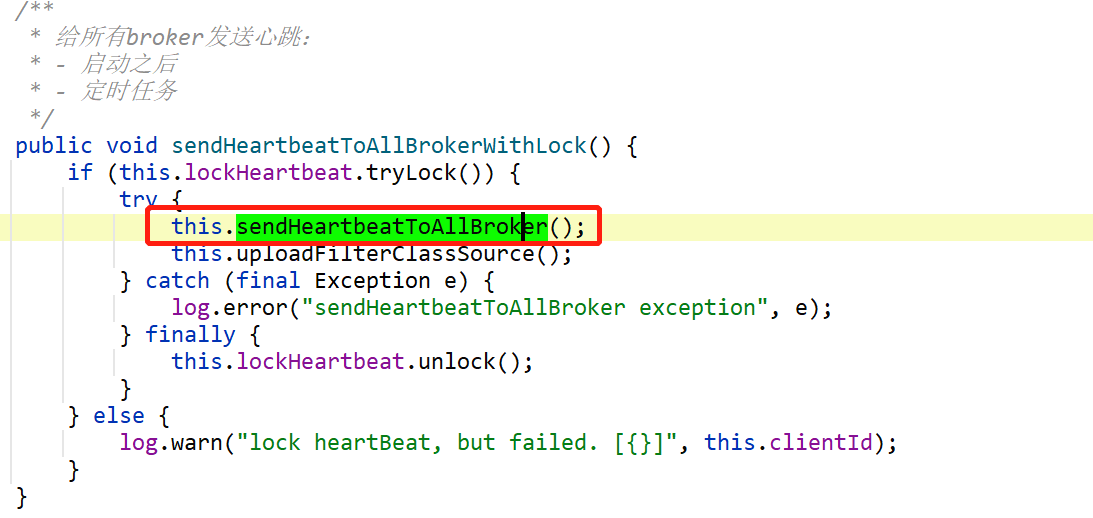 /**
 * 给所有broker发送心跳：
 * - 启动之后
 * - 定时任务
 */
public void sendHeartbeatToAllBrokerWithLock() {
    if (this.lockHeartbeat.tryLock()) {
        try {
            this.sendHeartbeatToAllBroker();
            this.uploadFilterClassSource();
        } catch (final Exception e) {
            log.error("sendHeartbeatToAllBroker exception", e);
        } finally {
            this.lockHeartbeat.unlock();
        }
    } else {
        log.warn("lock heartBeat, but failed. [{}]", this.clientId);
    }
}